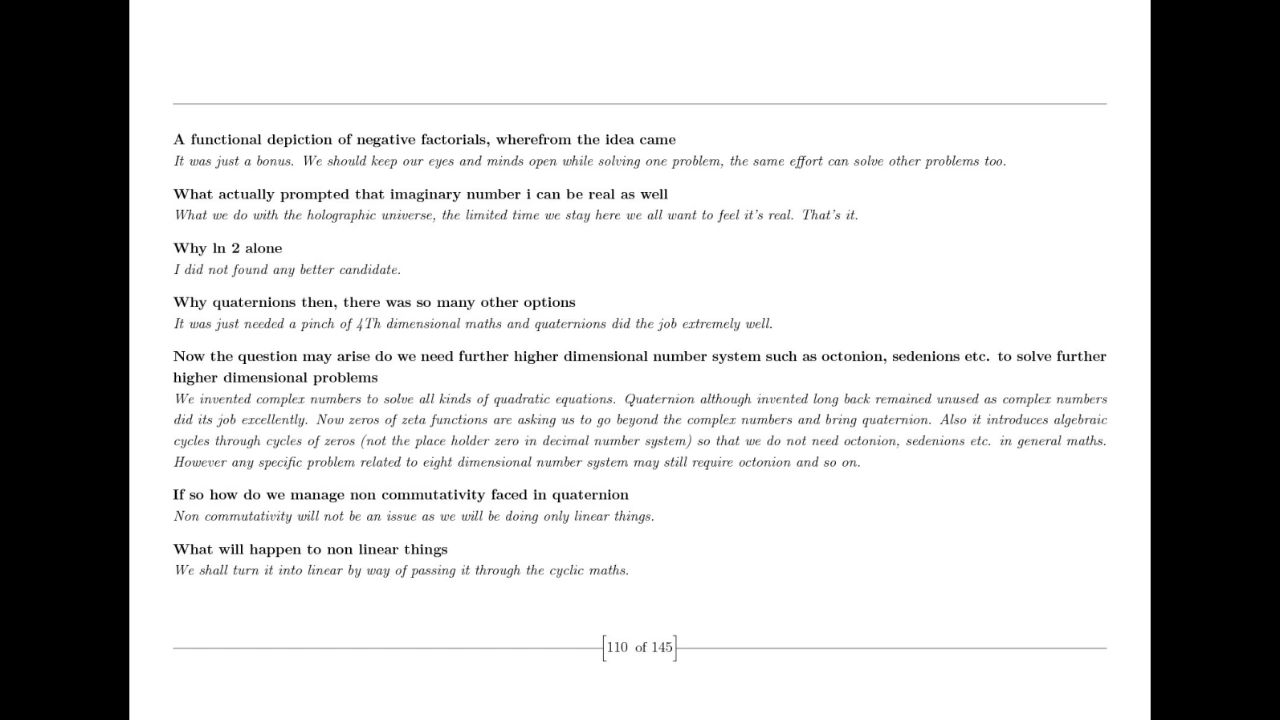 A functional depiction of negative factorials, wherefrom the idea came
It was just a bonus. We should keep our eyes and minds open while solving one problem, the same effort can solve other problems too.
What actually prompted that imaginary number i can be real as well
What we do with the holographic universe, the limited time we stay here we all want to feel it's real. That's it.
Why ln 2 alone
I did not found any better candidate.
Why quaternions then, there was so many other options
It was just needed a pinch of 4Th dimensional maths and quaternions did the job extremely well.
Now the question may arise do we need further higher dimensional number system such as octonion, sedenions etc. to solve further
higher dimensional problems
We invented complex numbers to solve all kinds of quadratic equations. Quaternion although invented long back remained unused as complex numbers
did its job excellently. Now zeros of zeta functions are asking us to go beyond the complex numbers and bring quaternion. Also it introduces algebraic
cycles through cycles of zeros (not the place holder zero in decimal number system) so that we do not need octonion, sedenions etc. in general maths.
However any specific problem related to eight dimensional number system may still require octonion and so on.
If so how do we manage non commutativity faced in quaternion
Non commutativity will not be an issue as we will be doing only linear things.
What will happen to non linear things
We shall turn it into linear by way of passing it through the cyclic maths.
[110 of 145]